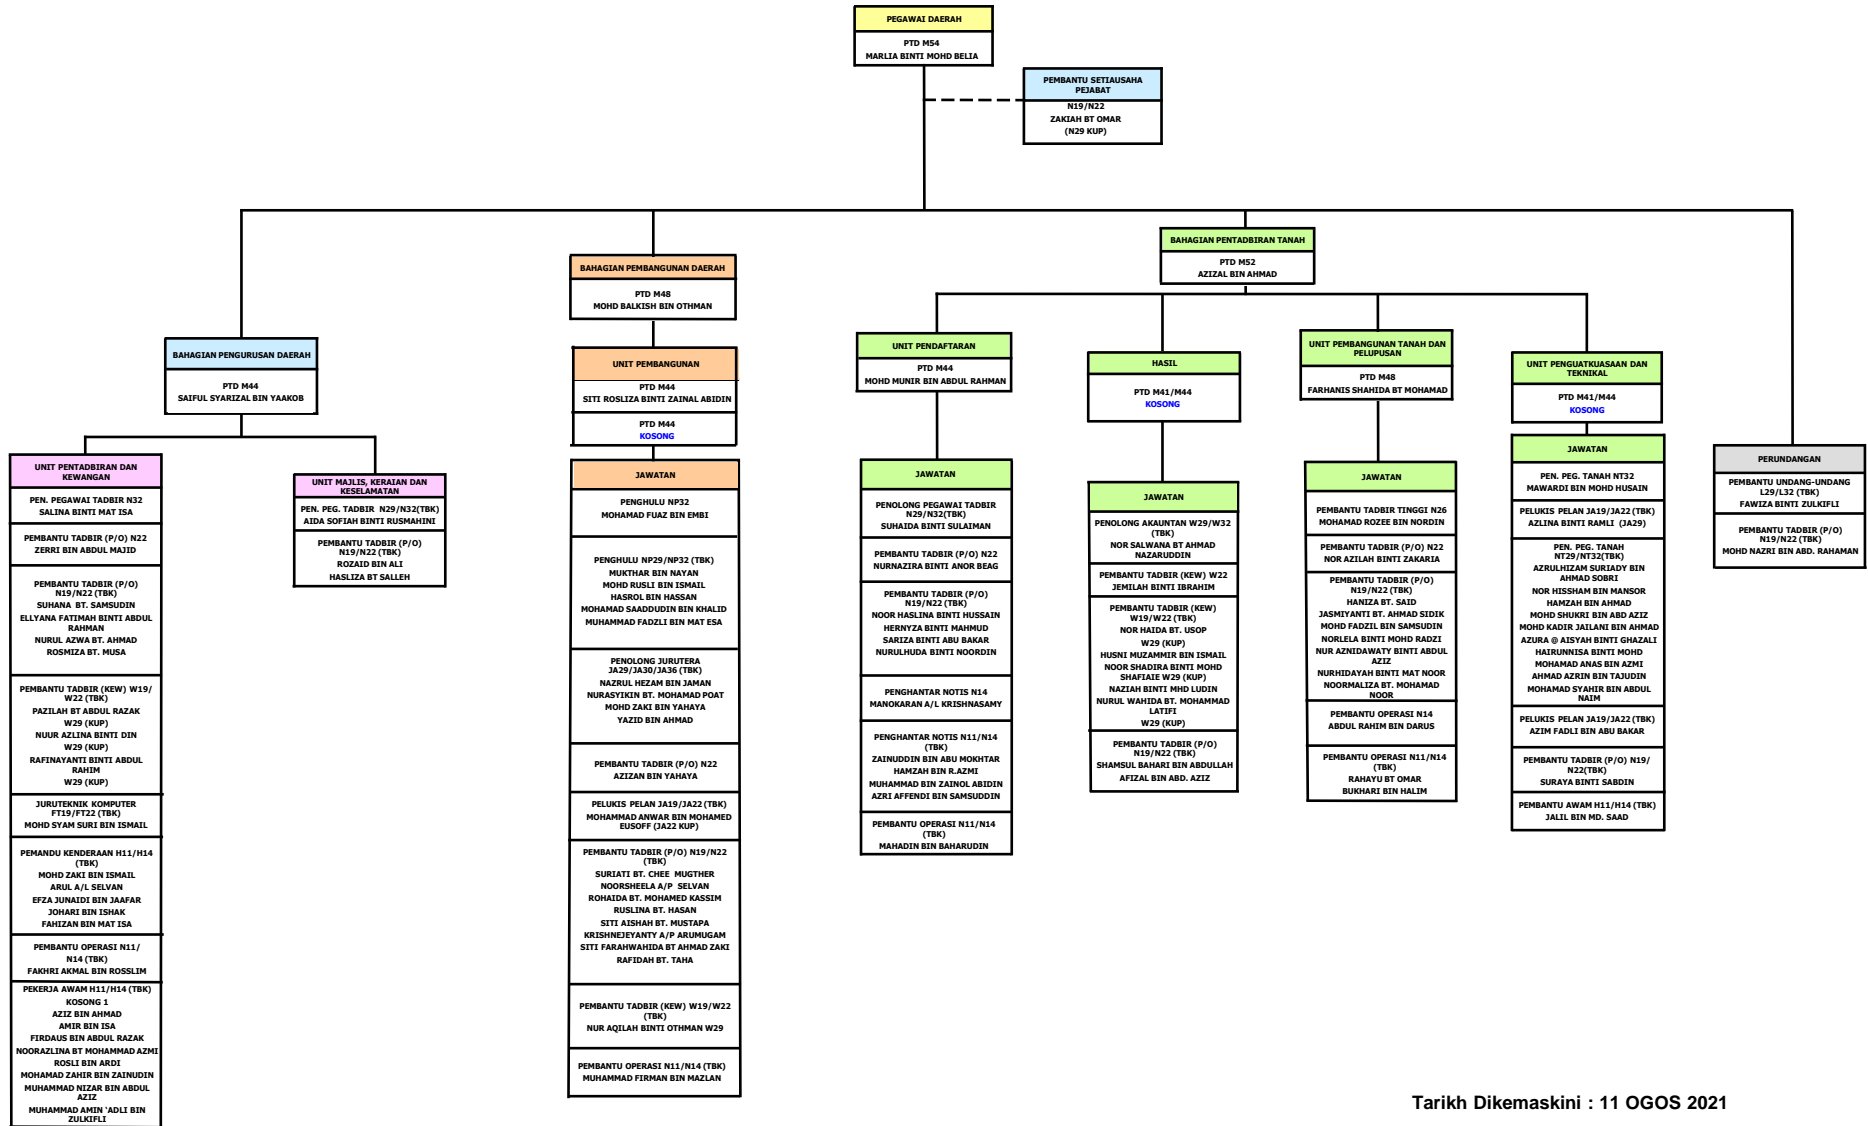 PEGAWAI DAERAH
PTD M54
MARLIA BINTI MOHD BELIA
PEMBANTU SETIAUSAHA
PEJABAT
N19/N22
ZAKIAH BT OMAR
(N29 KUP)
BAHAGIAN PENGURUSAN DAERAH
PTD M44
SAIFUL SYARIZAL BIN YAAKOB
UNIT PENTADBIRAN DAN
KEWANGAN
PEN. PEGAWAI TADBIR N32
SALINA BINTI MAT ISA
PEMBANTU TADBIR (P/O) N22
ZERRI BIN ABDUL MAJID
PEMBANTU TADBIR (P/O)
N19/N22 (TBK)
SUHANA BT. SAMSUDIN
ELLYANA FATIMAH BINTI ABDUL
RAHMAN
NURUL AZWA BT. AHMAD
ROSMIZA BT. MUSA
PEMBANTU TADBIR (KEW) W19/
W22 (TBK)
PAZILAH BT ABDUL RAZAK
W29 (KUP)
NUUR AZLINA BINTI DIN
W29 (KUP)
RAFINAYANTI BINTI ABDUL
RAHIM
W29 (KUP)
JURUTEKNIK KOMPUTER
FT19/FT22 (TBK)
MOHD SYAM SURI BIN ISMAIL
PEMANDU KENDERAAN H11/H14
(TBK)
MOHD ZAKI BIN ISMAIL
ARUL A/L SELVAN
EFZA JUNAIDI BIN JAAFAR
JOHARI BIN ISHAK
FAHIZAN BIN MAT ISA
PEMBANTU OPERASI N11/
N14 (TBK)
FAKHRI AKMAL BIN ROSSLIM
PEKERJA AWAM H11/H14 (TBK)
KOSONG 1
AZIZ BIN AHMAD
AMIR BIN ISA
FIRDAUS BIN ABDUL RAZAK
NOORAZLINA BT MOHAMMAD AZMI
ROSLI BIN ARDI
MOHAMAD ZAHIR BIN ZAINUDIN
MUHAMMAD NIZAR BIN ABDUL
AZIZ
MUHAMMAD AMIN ‘ADLI BIN
ZULKIFLI
UNIT MAJLIS, KERAIAN DAN
KESELAMATAN
PEN. PEG. TADBIR N29/N32(TBK)
AIDA SOFIAH BINTI RUSMAHINI
PEMBANTU TADBIR (P/O)
N19/N22 (TBK)
ROZAID BIN ALI
HASLIZA BT SALLEH
BAHAGIAN PEMBANGUNAN DAERAH
PTD M48
MOHD BALKISH BIN OTHMAN
UNIT PEMBANGUNAN
PTD M44
SITI ROSLIZA BINTI ZAINAL ABIDIN
PTD M44
KOSONG
JAWATAN
PENGHULU NP32
MOHAMAD FUAZ BIN EMBI
PENGHULU NP29/NP32 (TBK)
MUKTHAR BIN NAYAN
MOHD RUSLI BIN ISMAIL
HASROL BIN HASSAN
MOHAMAD SAADDUDIN BIN KHALID
MUHAMMAD FADZLI BIN MAT ESA
PENOLONG JURUTERA
JA29/JA30/JA36 (TBK)
NAZRUL HEZAM BIN JAMAN
NURASYIKIN BT. MOHAMAD POAT
MOHD ZAKI BIN YAHAYA
YAZID BIN AHMAD
PEMBANTU TADBIR (P/O) N22
AZIZAN BIN YAHAYA
PELUKIS PELAN JA19/JA22 (TBK)
MOHAMMAD ANWAR BIN MOHAMED
EUSOFF (JA22 KUP)
PEMBANTU TADBIR (P/O) N19/N22
(TBK)
SURIATI BT. CHEE MUGTHER
NOORSHEELA A/P SELVAN
ROHAIDA BT. MOHAMED KASSIM
RUSLINA BT. HASAN
SITI AISHAH BT. MUSTAPA
KRISHNEJEYANTY A/P ARUMUGAM
SITI FARAHWAHIDA BT AHMAD ZAKI
RAFIDAH BT. TAHA
PEMBANTU TADBIR (KEW) W19/W22
(TBK)
NUR AQILAH BINTI OTHMAN W29
PEMBANTU OPERASI N11/N14 (TBK)
MUHAMMAD FIRMAN BIN MAZLAN
BAHAGIAN PENTADBIRAN TANAH
PTD M52
AZIZAL BIN AHMAD
UNIT PENDAFTARAN
PTD M44
MOHD MUNIR BIN ABDUL RAHMAN
JAWATAN
PENOLONG PEGAWAI TADBIR
N29/N32(TBK)
SUHAIDA BINTI SULAIMAN
PEMBANTU TADBIR (P/O) N22
NURNAZIRA BINTI ANOR BEAG
PEMBANTU TADBIR (P/O)
N19/N22 (TBK)
NOOR HASLINA BINTI HUSSAIN
HERNYZA BINTI MAHMUD
SARIZA BINTI ABU BAKAR
NURULHUDA BINTI NOORDIN
PENGHANTAR NOTIS N14
MANOKARAN A/L KRISHNASAMY
PENGHANTAR NOTIS N11/N14
(TBK)
ZAINUDDIN BIN ABU MOKHTAR
HAMZAH BIN R.AZMI
MUHAMMAD BIN ZAINOL ABIDIN
AZRI AFFENDI BIN SAMSUDDIN
PEMBANTU OPERASI N11/N14
(TBK)
MAHADIN BIN BAHARUDIN
HASIL
PTD M41/M44
KOSONG
JAWATAN
PENOLONG AKAUNTAN W29/W32
(TBK)
NOR SALWANA BT AHMAD
NAZARUDDIN
PEMBANTU TADBIR (KEW) W22
JEMILAH BINTI IBRAHIM
PEMBANTU TADBIR (KEW)
W19/W22 (TBK)
NOR HAIDA BT. USOP
W29 (KUP)
HUSNI MUZAMMIR BIN ISMAIL
NOOR SHADIRA BINTI MOHD
SHAFIAIE W29 (KUP)
NAZIAH BINTI MHD LUDIN
NURUL WAHIDA BT. MOHAMMAD
LATIFI
W29 (KUP)
PEMBANTU TADBIR (P/O)
N19/N22 (TBK)
SHAMSUL BAHARI BIN ABDULLAH
AFIZAL BIN ABD. AZIZ
UNIT PEMBANGUNAN TANAH DAN
PELUPUSAN
PTD M48
FARHANIS SHAHIDA BT MOHAMAD
JAWATAN
PEMBANTU TADBIR TINGGI N26
MOHAMAD ROZEE BIN NORDIN
PEMBANTU TADBIR (P/O) N22
NOR AZILAH BINTI ZAKARIA
PEMBANTU TADBIR (P/O)
N19/N22 (TBK)
HANIZA BT. SAID
JASMIYANTI BT. AHMAD SIDIK
MOHD FADZIL BIN SAMSUDIN
NORLELA BINTI MOHD RADZI
NUR AZNIDAWATY BINTI ABDUL
AZIZ
NURHIDAYAH BINTI MAT NOOR
NOORMALIZA BT. MOHAMAD
NOOR
PEMBANTU OPERASI N14
ABDUL RAHIM BIN DARUS
PEMBANTU OPERASI N11/N14
(TBK)
RAHAYU BT OMAR
BUKHARI BIN HALIM
UNIT PENGUATKUASAAN DAN
TEKNIKAL
PTD M41/M44
KOSONG
JAWATAN
PEN. PEG. TANAH NT32
MAWARDI BIN MOHD HUSAIN
PELUKIS PELAN JA19/JA22 (TBK)
AZLINA BINTI RAMLI (JA29)
PEN. PEG. TANAH
NT29/NT32(TBK)
AZRULHIZAM SURIADY BIN
AHMAD SOBRI
NOR HISSHAM BIN MANSOR
HAMZAH BIN AHMAD
MOHD SHUKRI BIN ABD AZIZ
MOHD KADIR JAILANI BIN AHMAD
AZURA @ AISYAH BINTI GHAZALI
HAIRUNNISA BINTI MOHD
MOHAMAD ANAS BIN AZMI
AHMAD AZRIN BIN TAJUDIN
MOHAMAD SYAHIR BIN ABDUL
NAIM
PELUKIS PELAN JA19/JA22 (TBK)
AZIM FADLI BIN ABU BAKAR
PEMBANTU TADBIR (P/O) N19/
N22(TBK)
SURAYA BINTI SABDIN
PEMBANTU AWAM H11/H14 (TBK)
JALIL BIN MD. SAAD
PERUNDANGAN
PEMBANTU UNDANG-UNDANG
L29/L32 (TBK)
FAWIZA BINTI ZULKIFLI
PEMBANTU TADBIR (P/O)
N19/N22 (TBK)
MOHD NAZRI BIN ABD. RAHAMAN
Tarikh Dikemaskini : 11 OGOS 2021